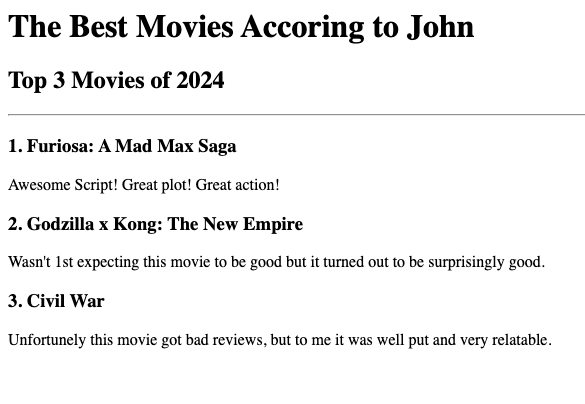 The Best Movies Accoring to John
Top 3 Movies of 2024
1. Furiosa: A Mad Max Saga
Awesome Script! Great plot! Great action!
2. Godzilla x Kong: The New Empire
Wasn't 1st expecting this movie to be good but it turned out to be surprisingly good.
3. Civil War
Unfortunely this movie got bad reviews, but to me it was well put and very relatable.